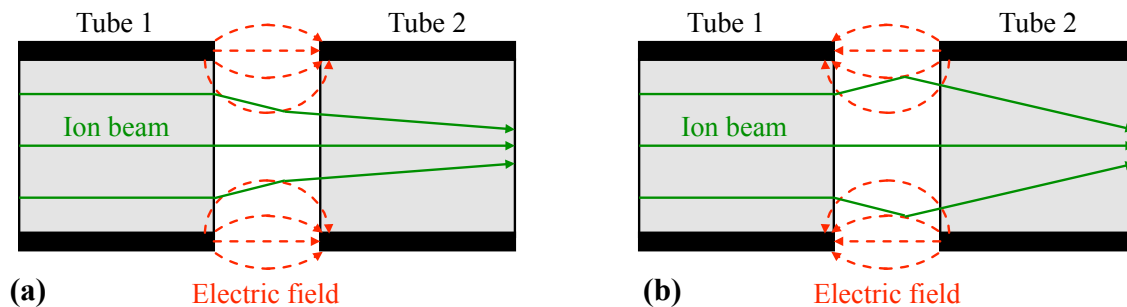 Tube 1 Tube 2
Ion beam
(a) Electric field
Tube 1 Tube 2
Ion beam
(b) Electric field